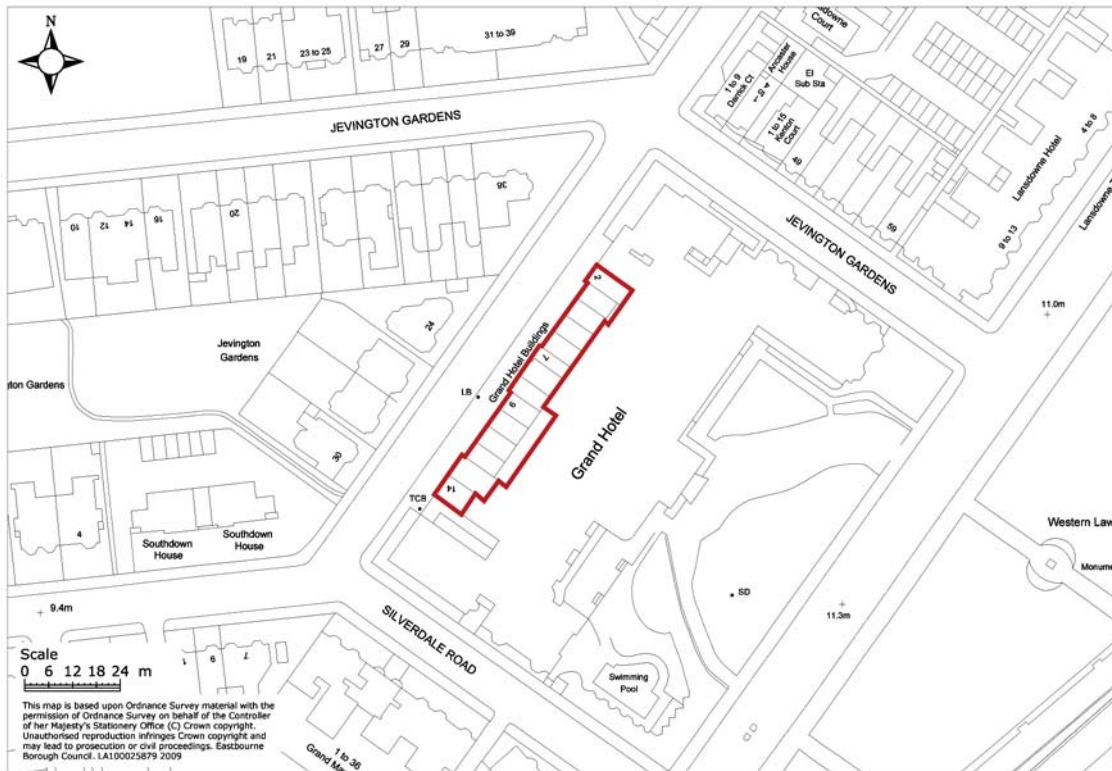 N
19
21
23 to 25
27
29
31 to 39
JEVINGTON GARDENS
10
12
14
16
20
36
Jevington
Gardens
24
30
4
Southdown
House
Southdown
House
LB
TCB
Grand Hotel Buildings
2
7
14
Grand Hotel
Court
1 to 9
Derrick Ct
Ancaster
House
El
Sub Sta
1 to 15
Kenton
Court
49
59
JEVINGTON GARDENS
Lansdowne Hotel
4 to 8
9 to 13
11.0m
Western
SD
11.3m
Swimming
Pool
SILVERDALE ROAD
1 to 36
Grand
9.4m
1
7
Gardens
Scale
0 6 12 18 24 m
This map is based upon Ordnance Survey material with the
permission of Ordnance Survey on behalf of the Controller
of her Majesty's Stationery Office (C) Crown copyright.
Unauthorised reproduction infringes Crown copyright and
may lead to prosecution or civil proceedings. Eastbourne
Borough Council. LA100025879 2009